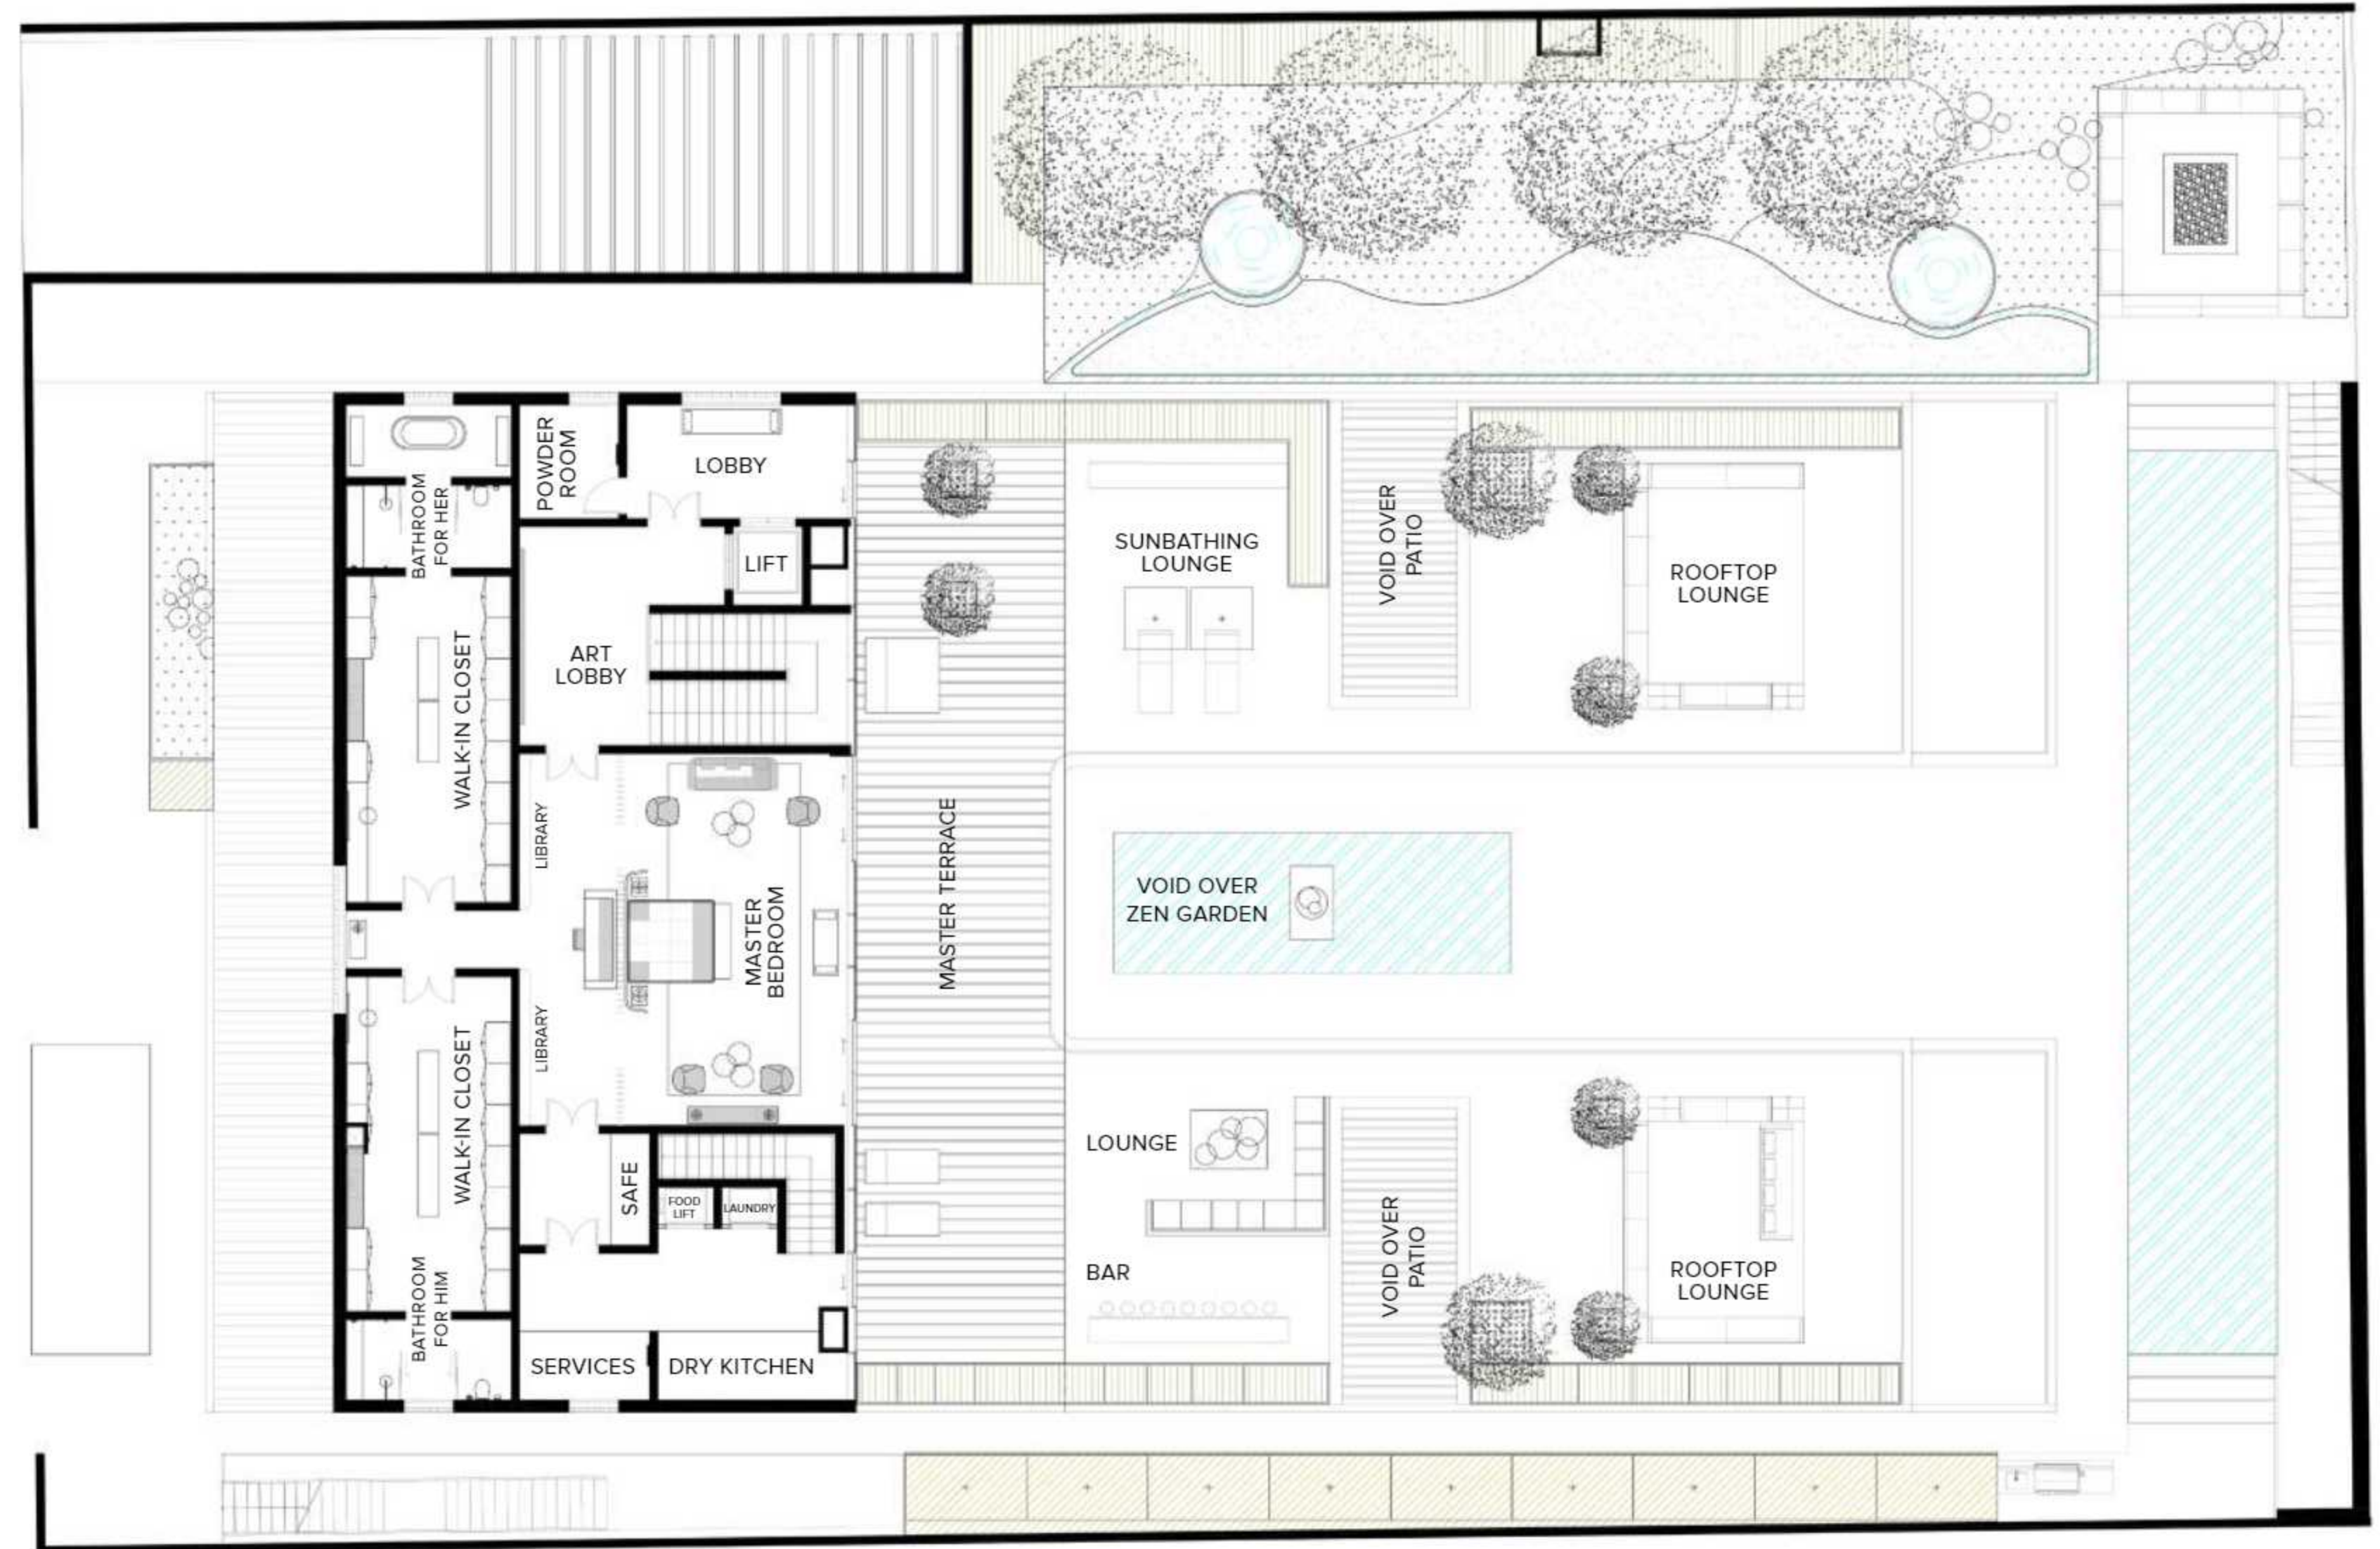 POWDER
ROOM
LOBBY
BATHROOM
FOR HER
LIFT
SUNBATHING
LOUNGE
VOID OVER
PATIO
ROOFTOP
LOUNGE
ART
LOBBY
WALK-IN CLOSET
LIBRARY
MASTER
BEDROOM
MASTER TERRACE
VOID OVER
ZEN GARDEN
LIBRARY
WALK-IN CLOSET
SAFE
FOOD
LIFT
LAUNDRY
LOUNGE
BAR
VOID OVER
PATIO
ROOFTOP
LOUNGE
BATHROOM
FOR HIM
SERVICES
DRY KITCHEN